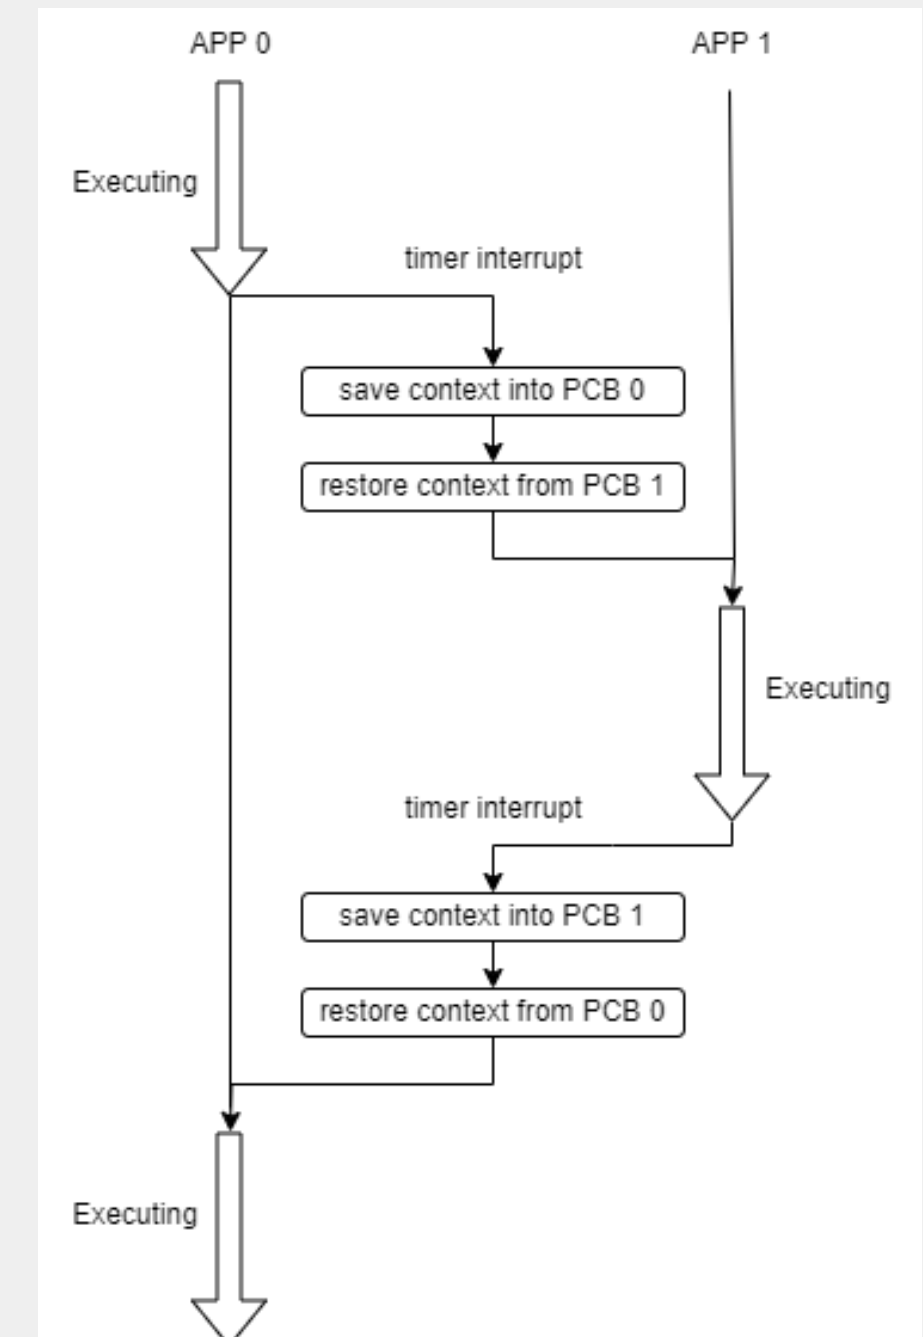 APP 0
APP 1
Executing
timer interrupt
save context into PCB 0
restore context from PCB 1
Executing
timer interrupt
save context into PCB 1
restore context from PCB 0
Executing